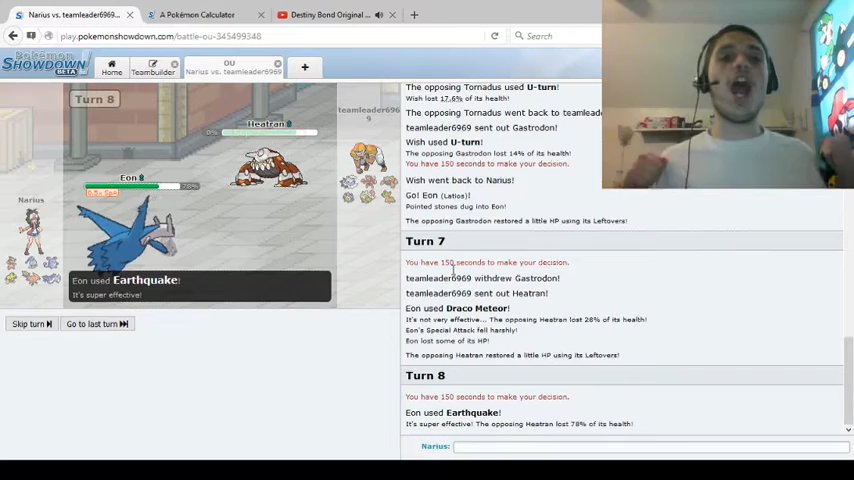 Narius vs. teamleader6969...
A Pokémon Calculator
Destiny Bond Original ...
play.pokemonshowdown.com/battle-ou-345499348
Search
Pokémon
SHOWDOWN
BETA
Home
Teambuilder
OU
Narius vs. teamleader6969
Turn 8
teamleader696
9
Heatran
0%
Eon
78%
0.5x SpA
Narius
Eon used Earthquake!
It's super effective!
Skip turn
Go to last turn
The opposing Tornadus used U-turn!
Wish lost 17.6% of its health!
The opposing Tornadus went back to teamleade
teamleader6969 sent out Gastrodon!
Wish used U-turn!
The opposing Gastrodon lost 14% of its health!
You have 150 seconds to make your decision.
Wish went back to Narius!
Go! Eon (Latios)!
Pointed stones dug into Eon!
The opposing Gastrodon restored a little HP using its Leftovers!
Turn 7
You have 150 seconds to make your decision.
teamleader6969 withdrew Gastrodon!
teamleader6969 sent out Heatran!
Eon used Draco Meteor!
It's not very effective... The opposing Heatran lost 28% of its health!
Eon's Special Attack fell harshly!
Eon lost some of its HP!
The opposing Heatran restored a little HP using its Leftovers!
Turn 8
You have 150 seconds to make your decision.
Eon used Earthquake!
It's super effective! The opposing Heatran lost 78% of its health!
Narius: